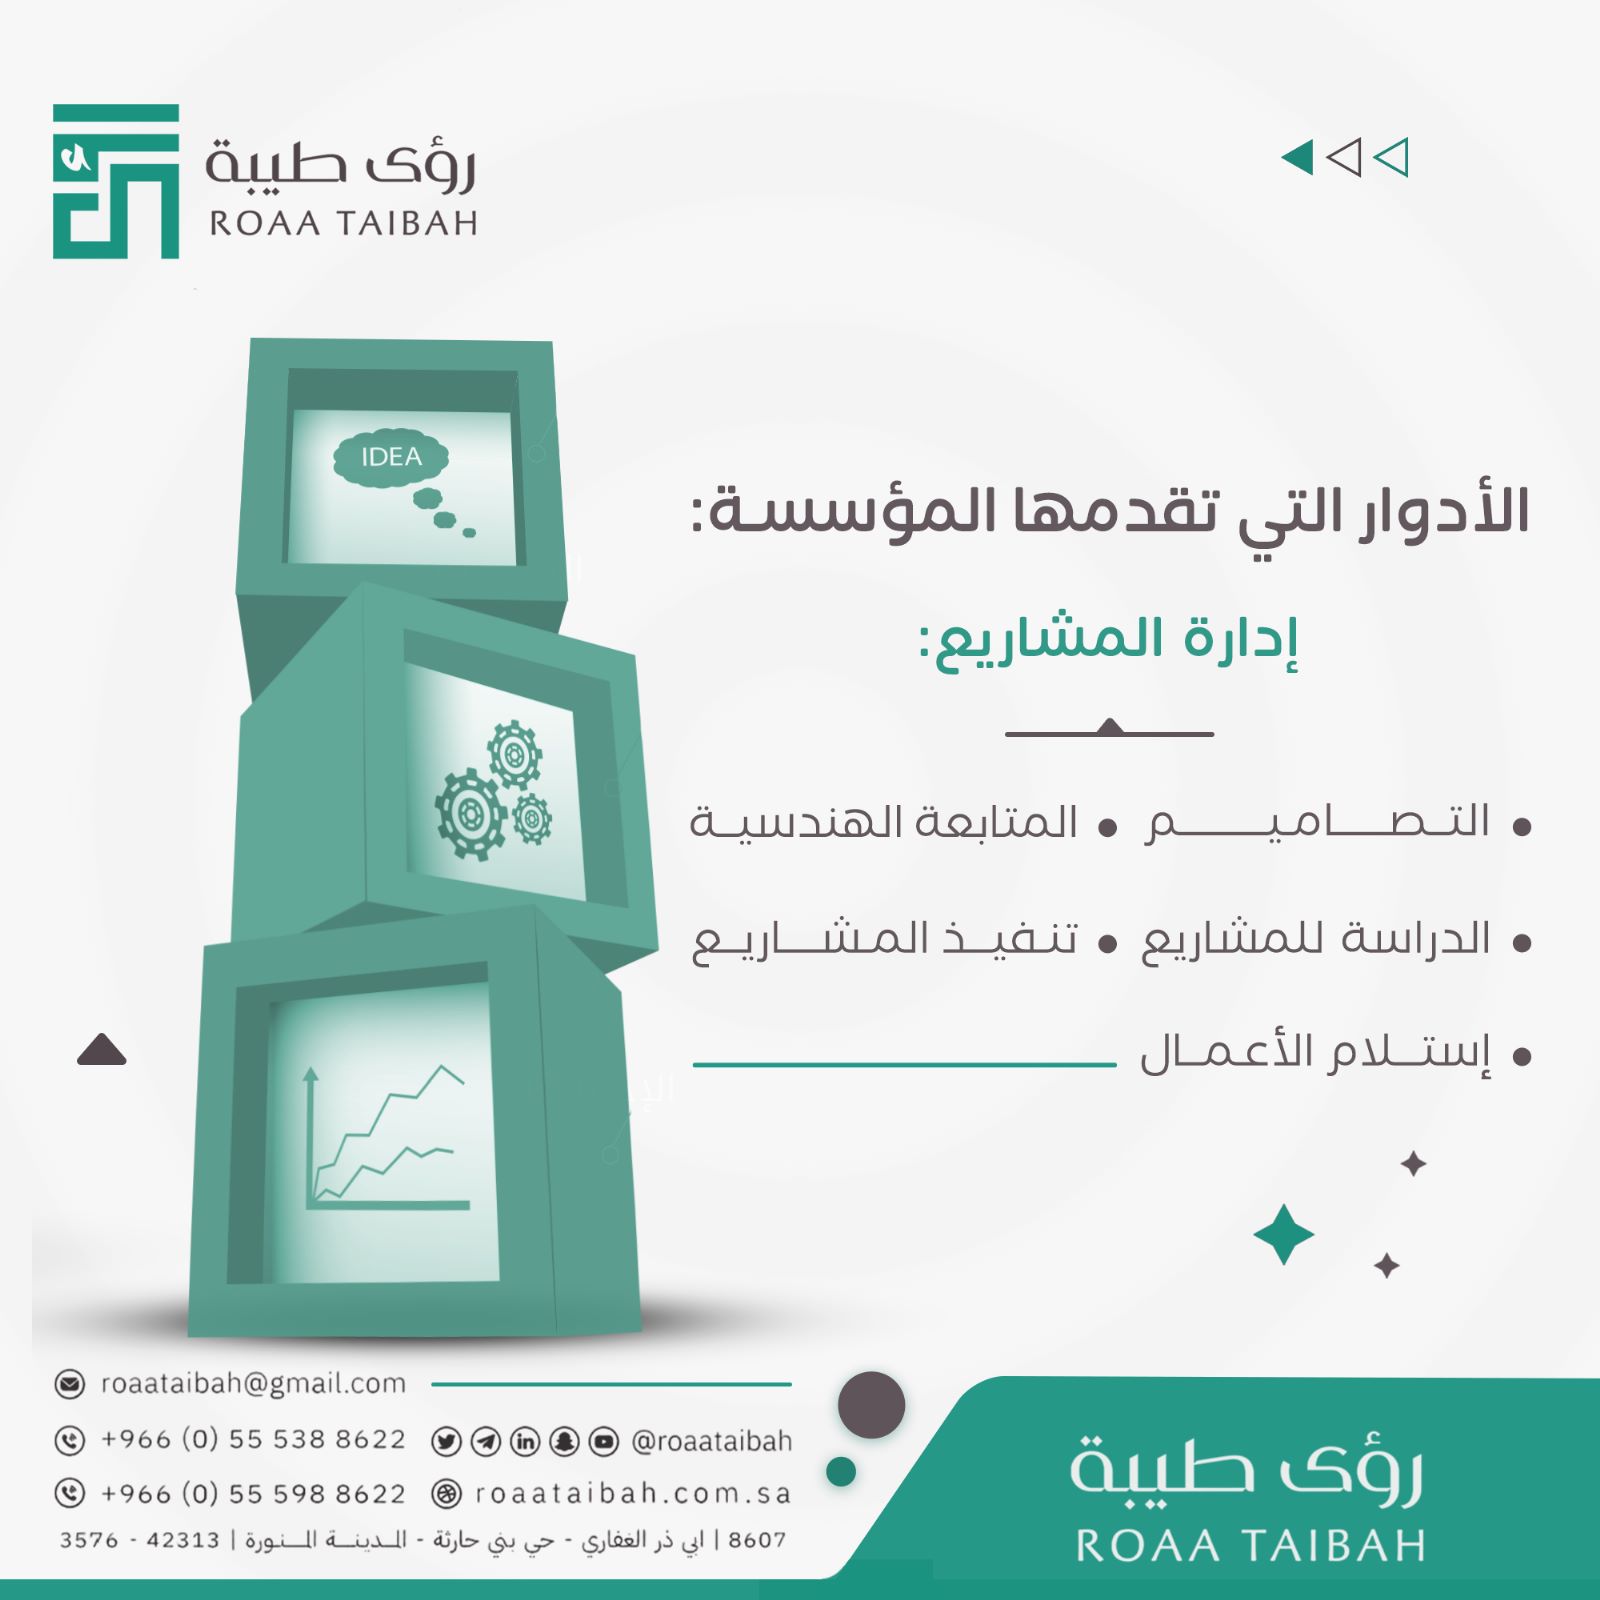 رؤى طيبة
ROAA TAIBAH
IDEA
الأدوار التي تقدمها المؤسسة:
إدارة المشاريع:
• التصاميم • المتابعة الهندسية
• الدراسة للمشاريع • تنفيذ المشاريع
• إستلام الأعمال
roaataibah@gmail.com
+966 (0) 55 538 8622 @roaataibah
+966 (0) 55 598 8622 roaataibah.com.sa
8607 | ابي ذر الغفاري - حي بني حارثة - المدينة المنورة | 42313 - 3576
رؤى طيبة
ROAA TAIBAH